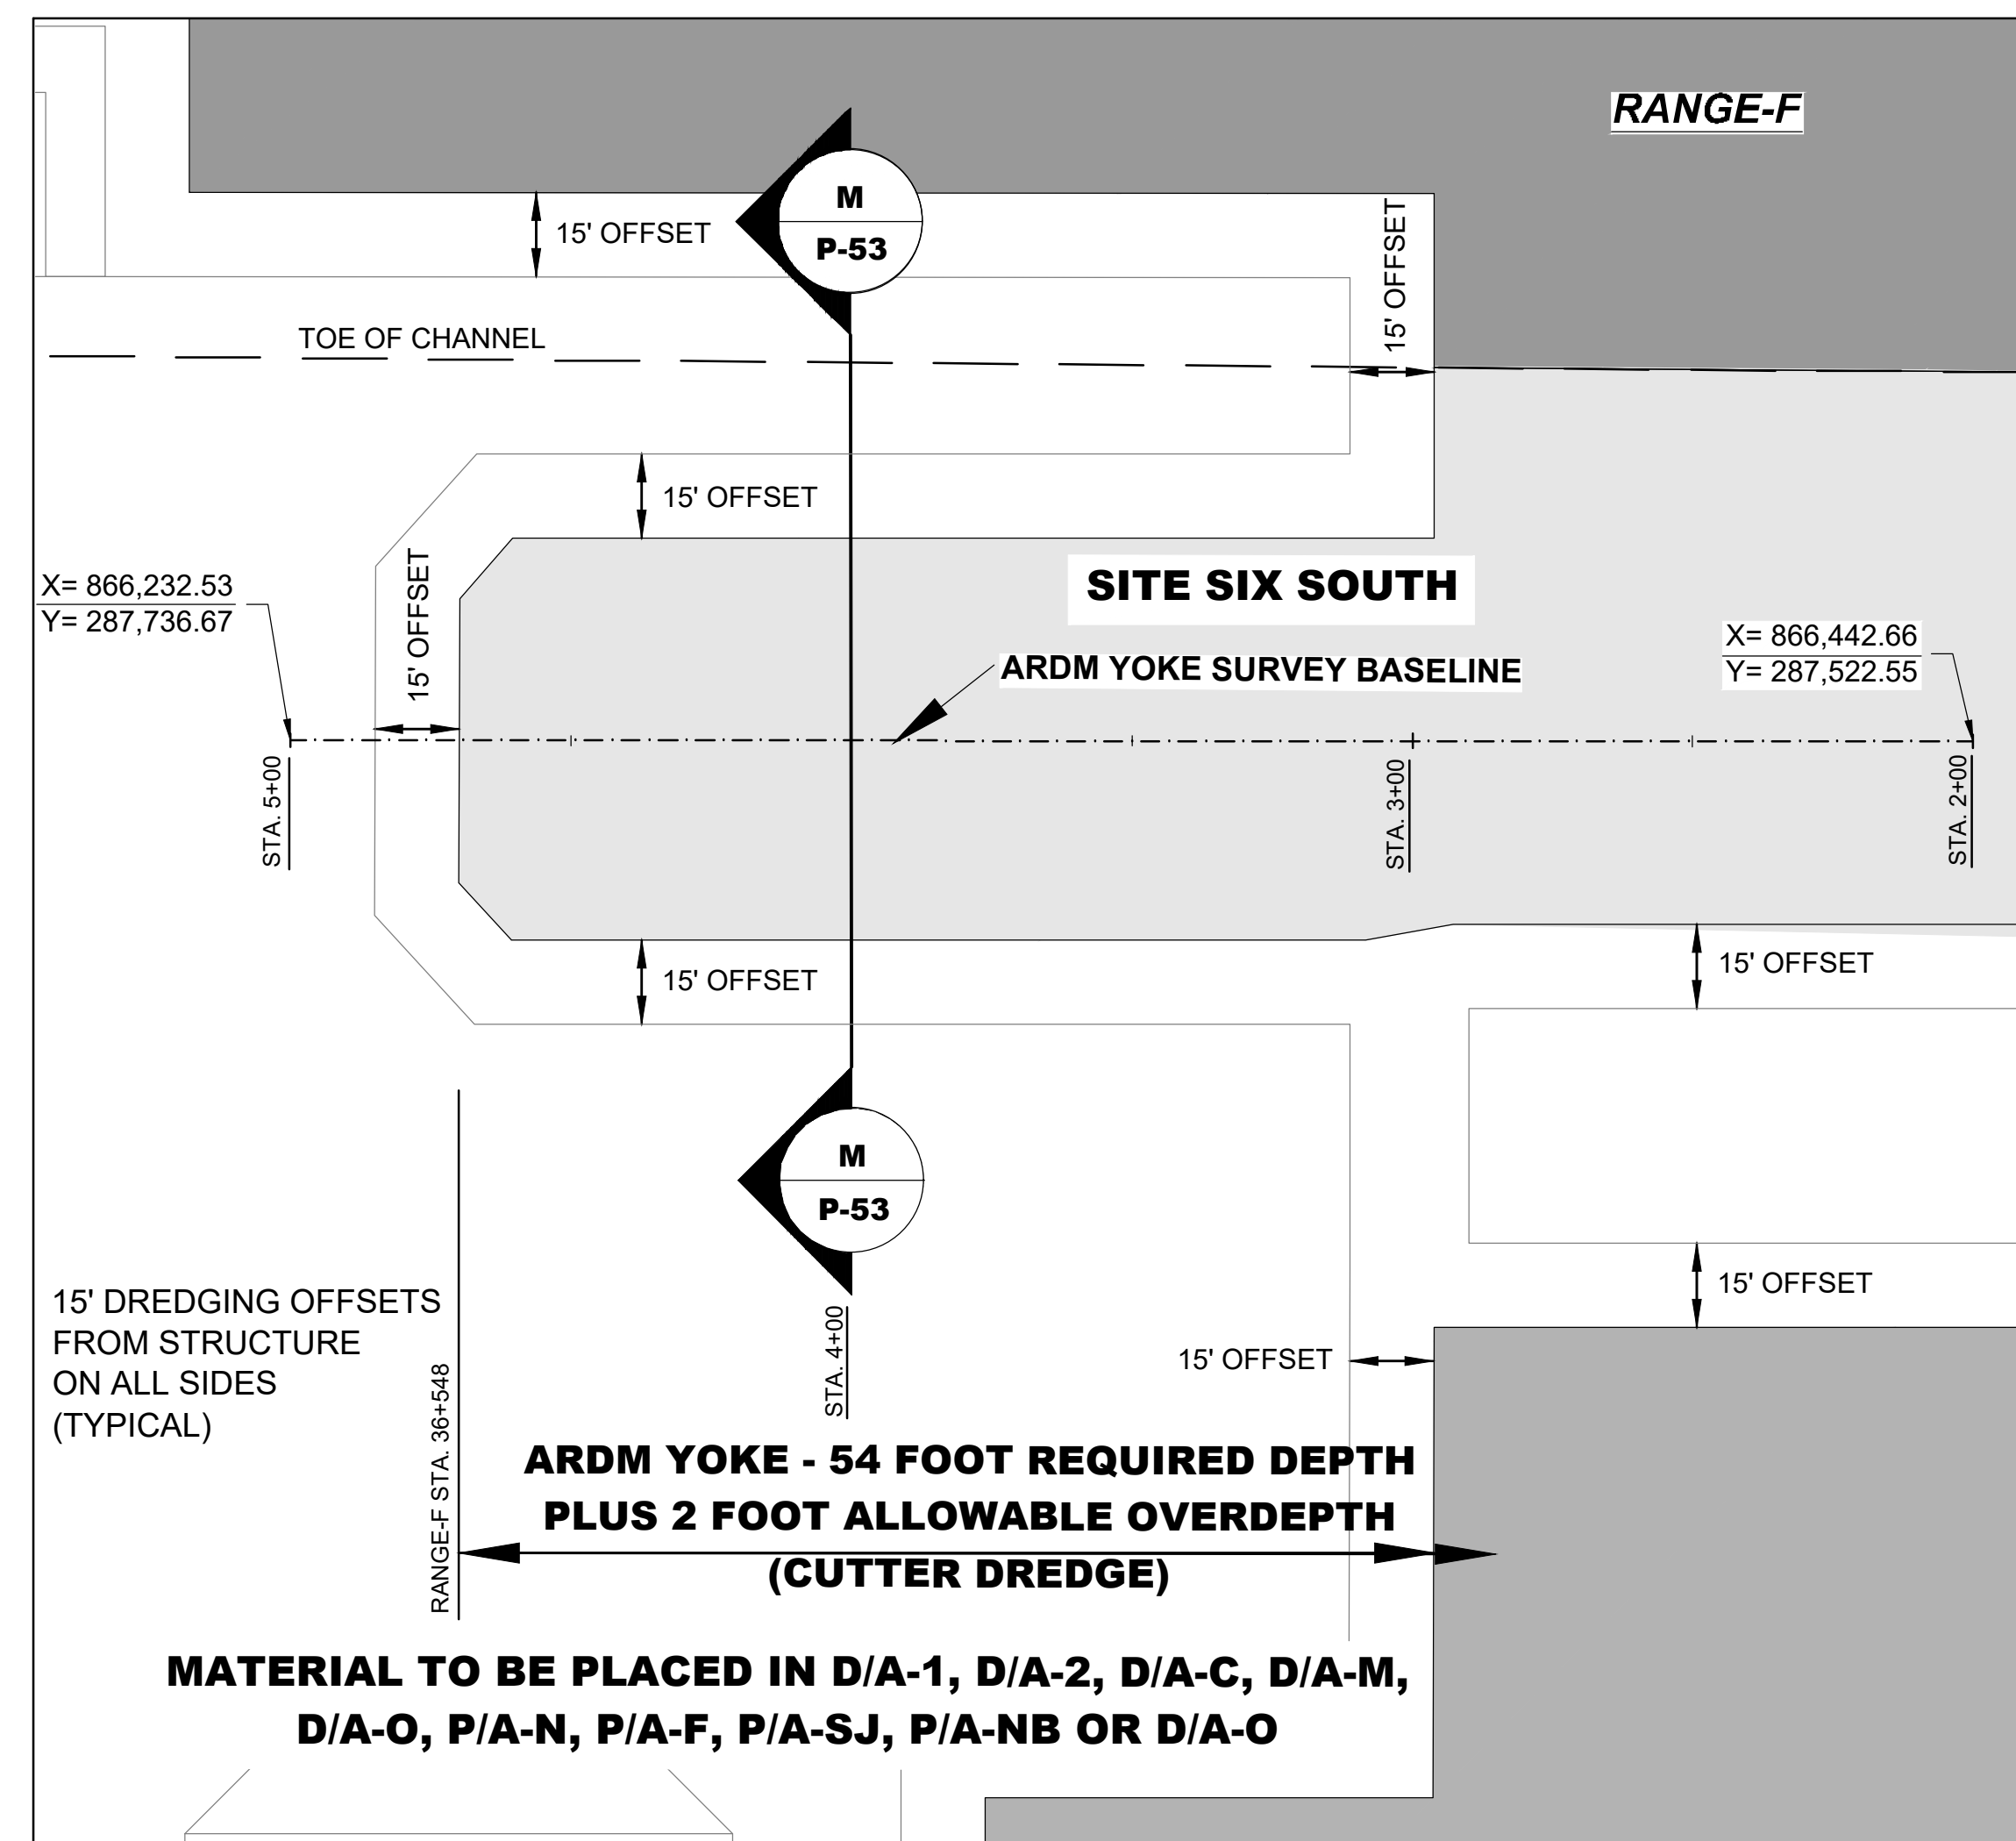 RANGE-F
M
P-53
15' OFFSET
15' OFFSET
TOE OF CHANNEL
15' OFFSET
15' OFFSET
X= 866,232.53
Y= 287,736.67
SITE SIX SOUTH
ARDM YOKE SURVEY BASELINE
X= 866,442.66
Y= 287,522.55
STA. 5+00
STA. 3+00
STA. 2+00
15' OFFSET
15' OFFSET
M
P-53
15' OFFSET
15' DREDGING OFFSETS
FROM STRUCTURE
ON ALL SIDES
(TYPICAL)
RANGE-F STA. 36+548
STA. 4+00
15' OFFSET
ARDM YOKE - 54 FOOT REQUIRED DEPTH
PLUS 2 FOOT ALLOWABLE OVERDEPTH
(CUTTER DREDGE)
MATERIAL TO BE PLACED IN D/A-1, D/A-2, D/A-C, D/A-M,
D/A-O, P/A-N, P/A-F, P/A-SJ, P/A-NB OR D/A-O